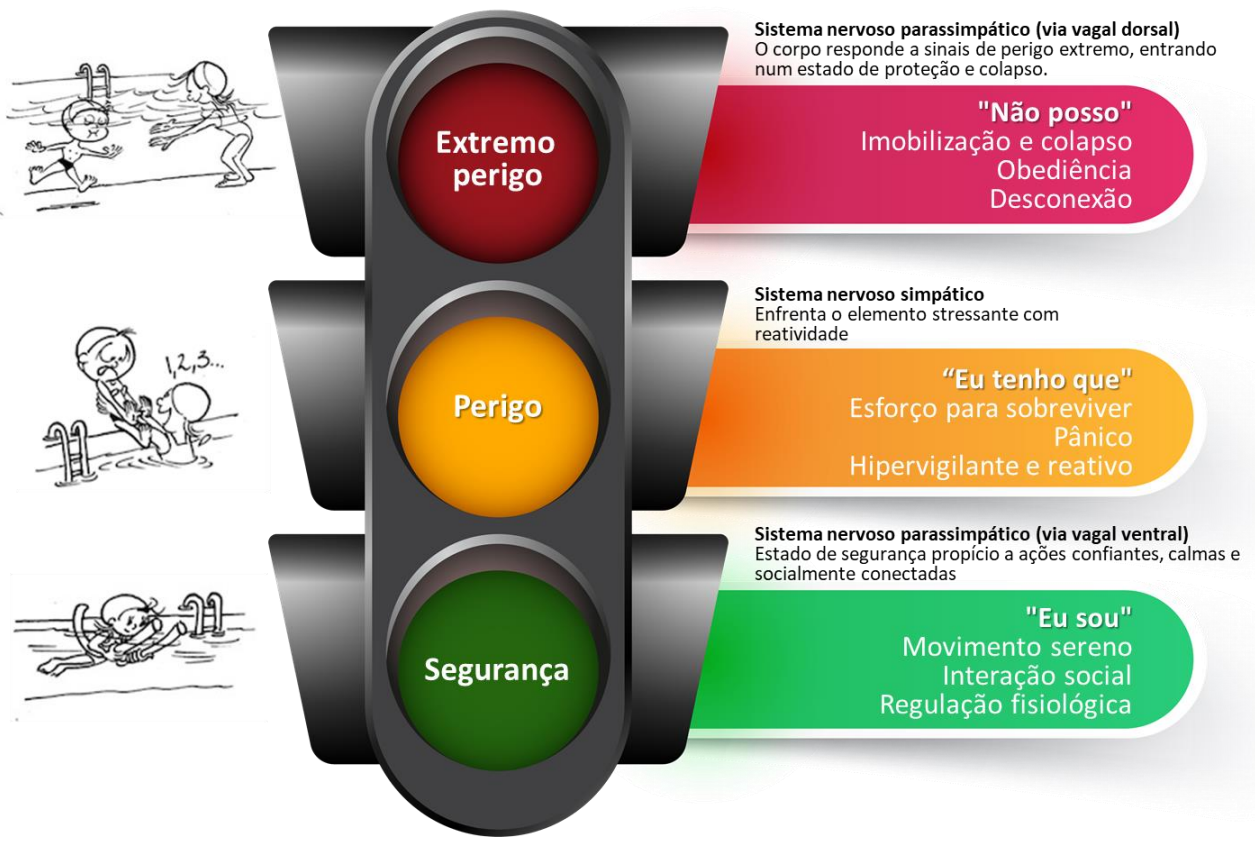 Sistema nervoso parassimpático (via vagal dorsal)
O corpo responde a sinais de perigo extremo, entrando
num estado de proteção e colapso.
Extremo
perigo
"Não posso"
Imobilização e colapso
Obediência
Desconexão
Sistema nervoso simpático
Enfrenta o elemento stressante com
reatividade
1,2,3...
Perigo
“Eu tenho que"
Esforço para sobreviver
Pânico
Hipervigilante e reativo
Sistema nervoso parassimpático (via vagal ventral)
Estado de segurança propício a ações confiantes, calmas e
socialmente conectadas
Segurança
"Eu sou"
Movimento sereno
Interação social
Regulação fisiológica